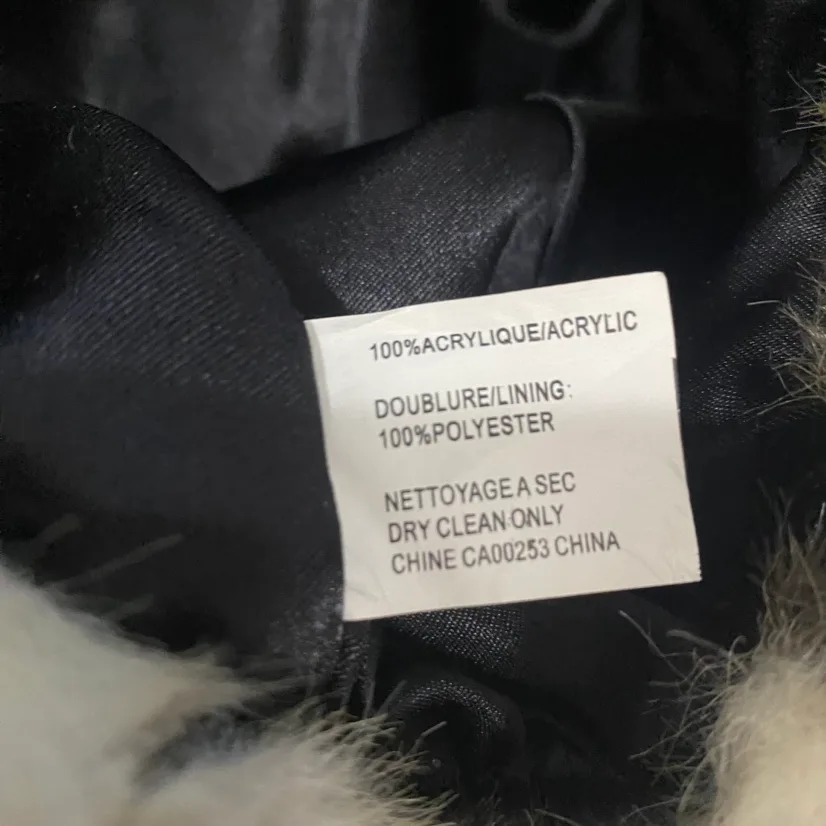 100%ACRYLIQUE/ACRYLIC
DOUBLURE/LINING:
100%POLYESTER
NETTOYAGE A SEC
DRY CLEAN ONLY
CHINE CA00253 CHINA